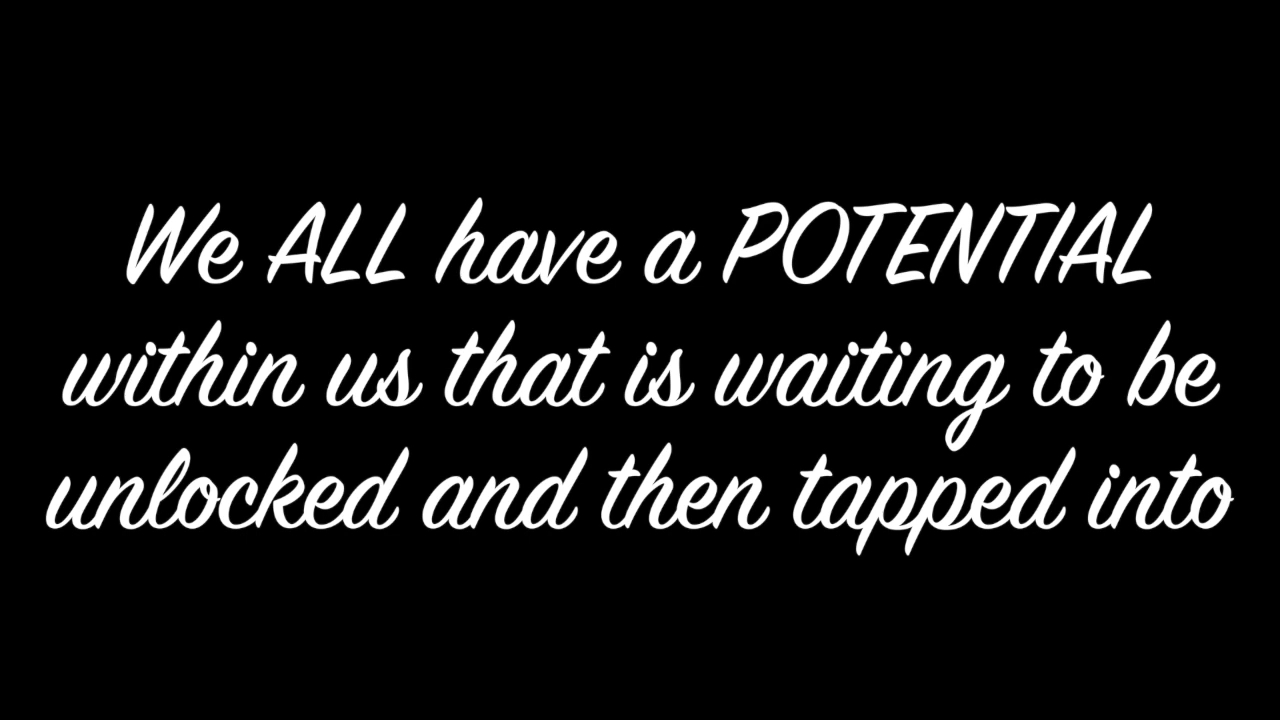 We ALL have a POTENTIAL
within us that is waiting to be
unlocked and then tapped into